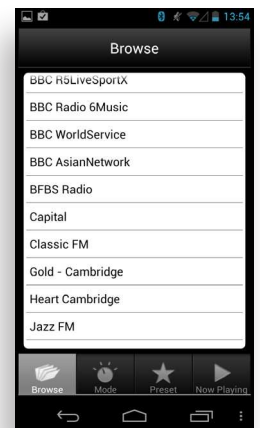 13:54
Browse
BBC R5LiveSportX
BBC Radio 6Music
BBC WorldService
BBC AsianNetwork
BFBS Radio
Capital
Classic FM
Gold - Cambridge
Heart Cambridge
Jazz FM
Browse Mode Preset Now Playing